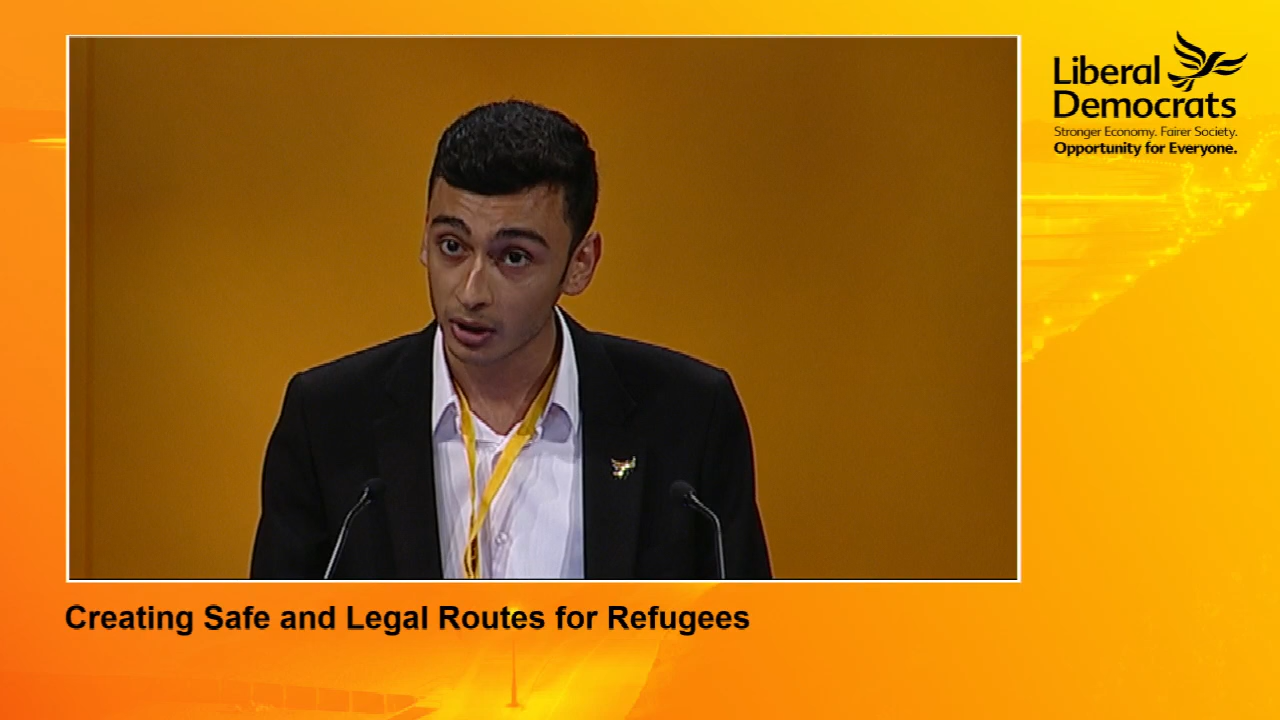 Liberal
Democrats
Stronger Economy. Fairer Society.
Opportunity for Everyone.
Creating Safe and Legal Routes for Refugees